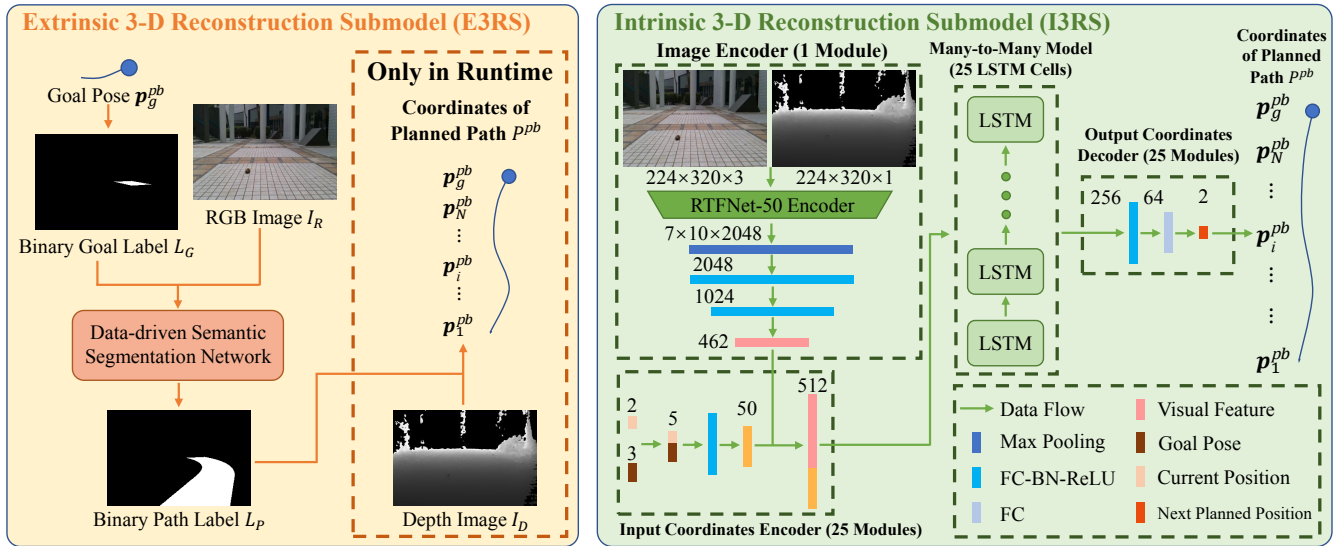 Extrinsic 3-D Reconstruction Submodel (E3RS)
Goal Pose p_g^{pb}
Binary Goal Label L_G
RGB Image I_R
Data-driven Semantic
Segmentation Network
Binary Path Label L_P
Only in Runtime
Coordinates of
Planned Path P^{pb}
p_g^{pb}
p_N^{pb}
⋮
p_i^{pb}
⋮
p_1^{pb}
Depth Image I_D
Intrinsic 3-D Reconstruction Submodel (I3RS)
Image Encoder (1 Module)
224×320×3
224×320×1
RTFNet-50 Encoder
7×10×2048
2048
1024
462
2
3
5
50
512
Input Coordinates Encoder (25 Modules)
Many-to-Many Model
(25 LSTM Cells)
LSTM
LSTM
LSTM
Output Coordinates
Decoder (25 Modules)
256
64
2
Coordinates
of Planned
Path P^{pb}
p_g^{pb}
p_N^{pb}
⋮
p_i^{pb}
⋮
⋮
p_1^{pb}
Data Flow
Max Pooling
FC-BN-ReLU
FC
Visual Feature
Goal Pose
Current Position
Next Planned Position